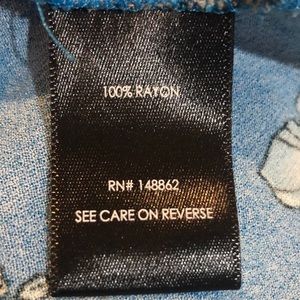 100% RAYON
RN# 148862
SEE CARE ON REVERSE